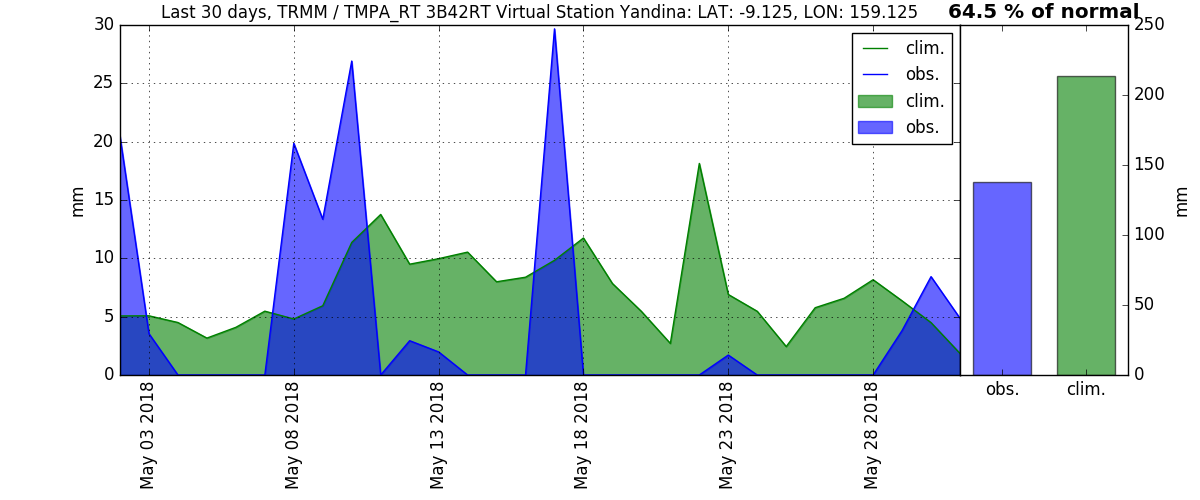 Last 30 days, TRMM / TMPA_RT 3B42RT Virtual Station Yandina: LAT: -9.125, LON: 159.125
64.5 % of normal
30
25
20
15
10
5
0
mm
clim.
obs.
clim.
obs.
May 03 2018
May 08 2018
May 13 2018
May 18 2018
May 23 2018
May 28 2018
250
200
150
100
50
0
mm
obs.
clim.